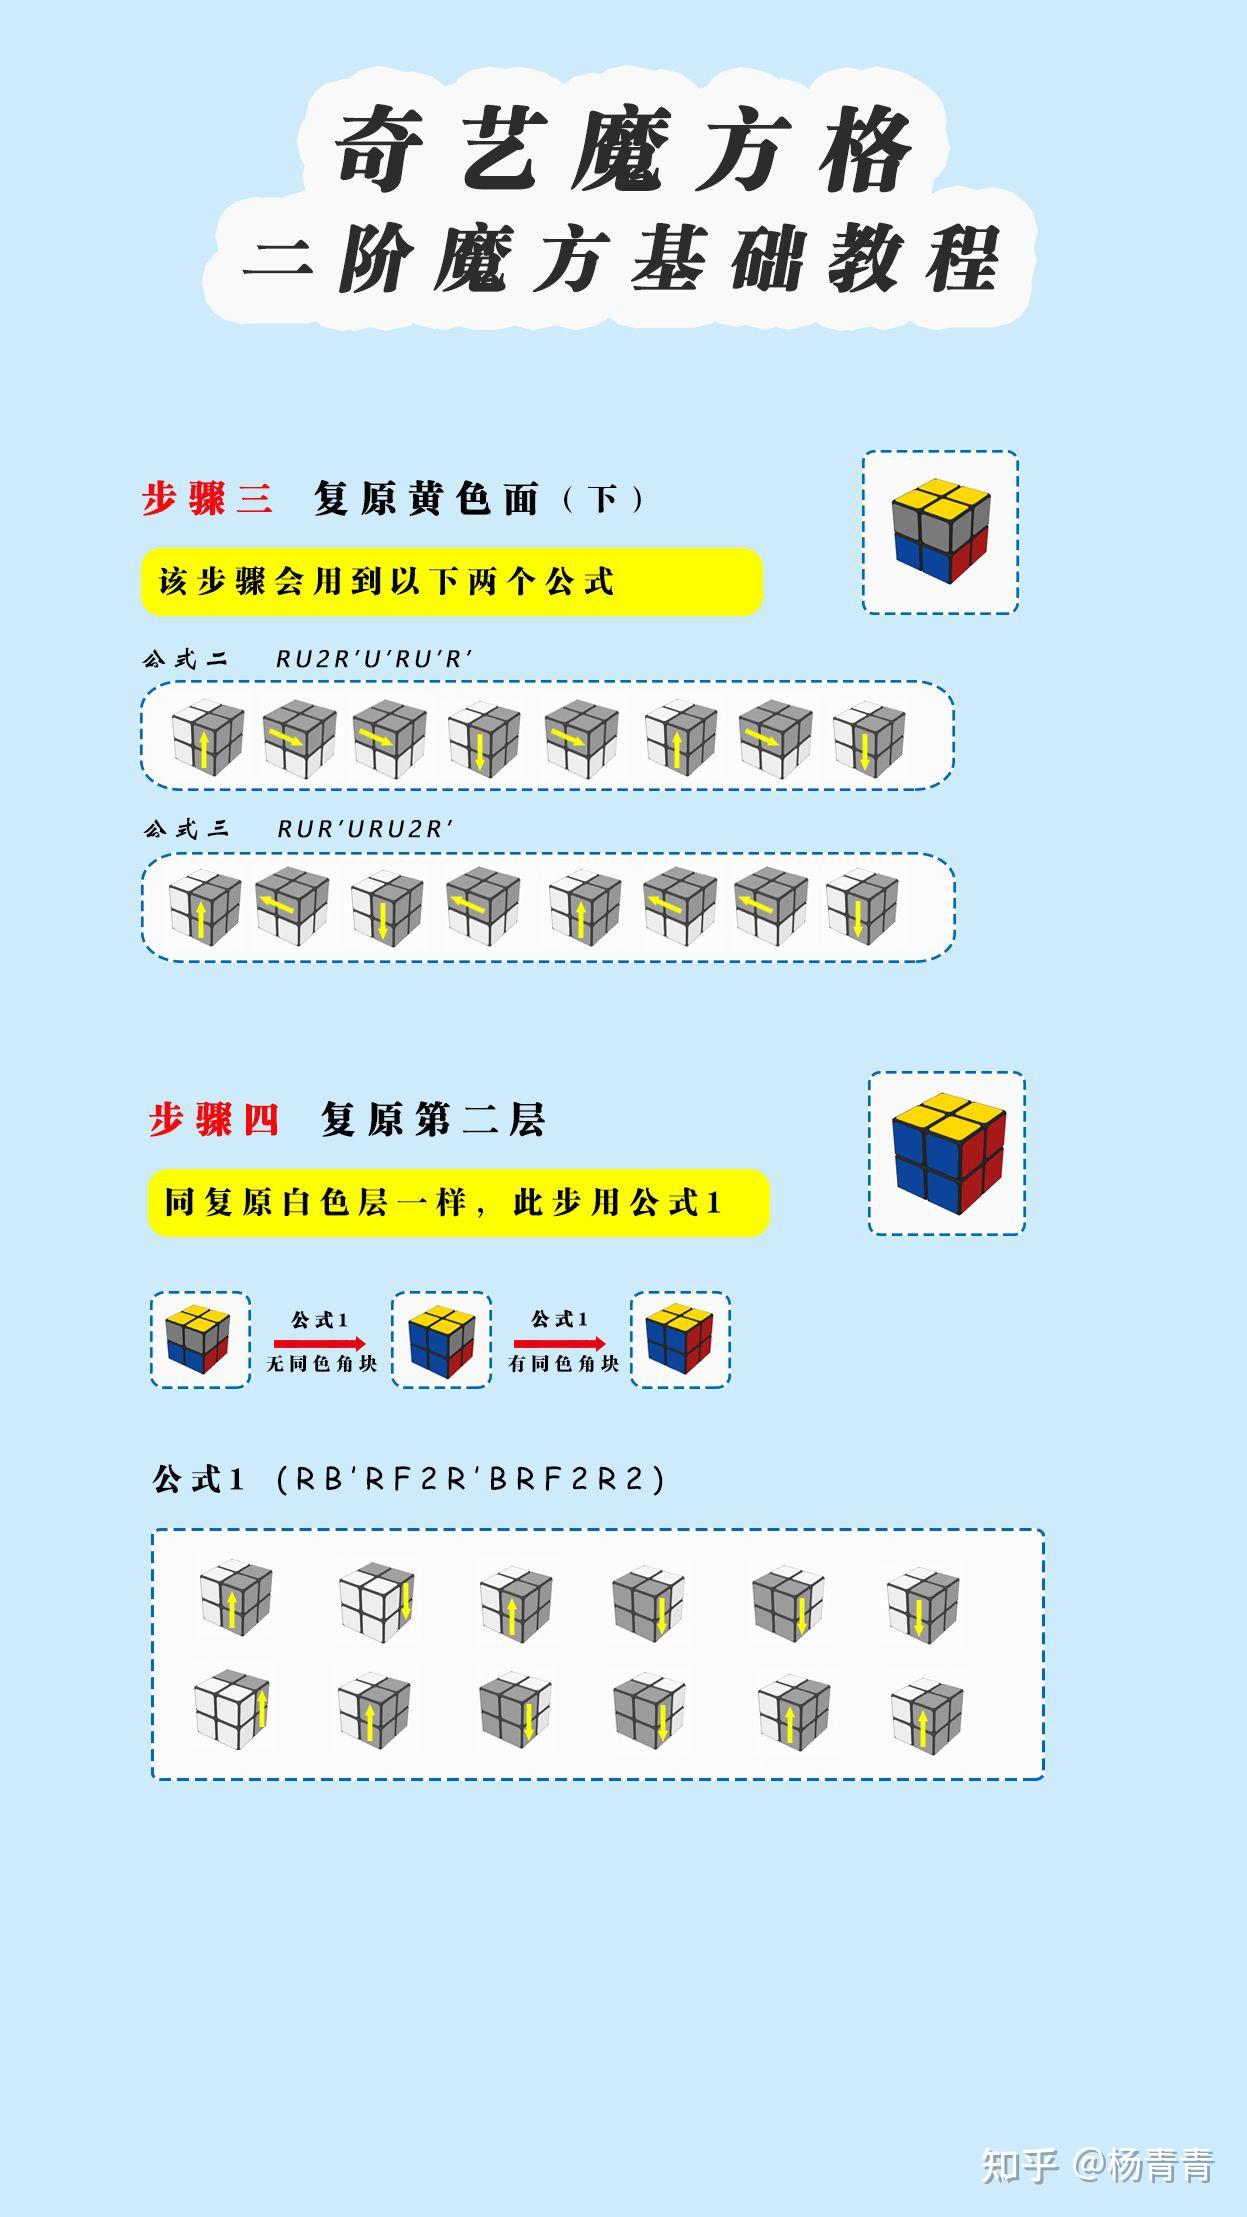 奇艺魔方格
二阶魔方基础教程
步骤三 复原黄色面（下）
该步骤会用到以下两个公式
公式二 RU2R'U'RU'R'
公式三 RUR'URU2R'
步骤四 复原第二层
同复原白色层一样，此步用公式1
公式1
无同色角块
公式1
有同色角块
公式1 (RB'RF2R'BRF2R2)
知乎 @杨青青